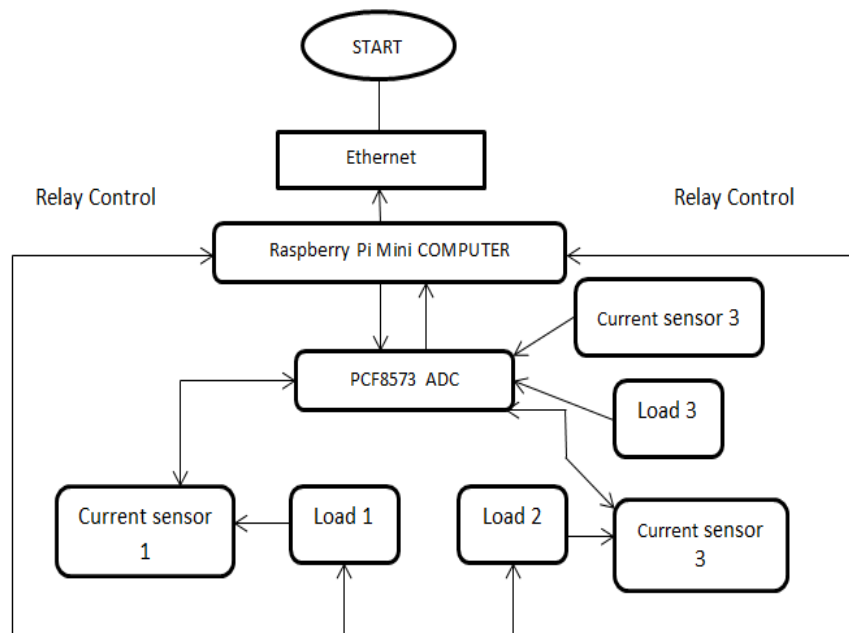 START
Ethernet
Relay Control
Relay Control
Raspberry Pi Mini COMPUTER
Current sensor 3
PCF8573 ADC
Load 3
Current sensor
1
Load 1
Load 2
Current sensor
3